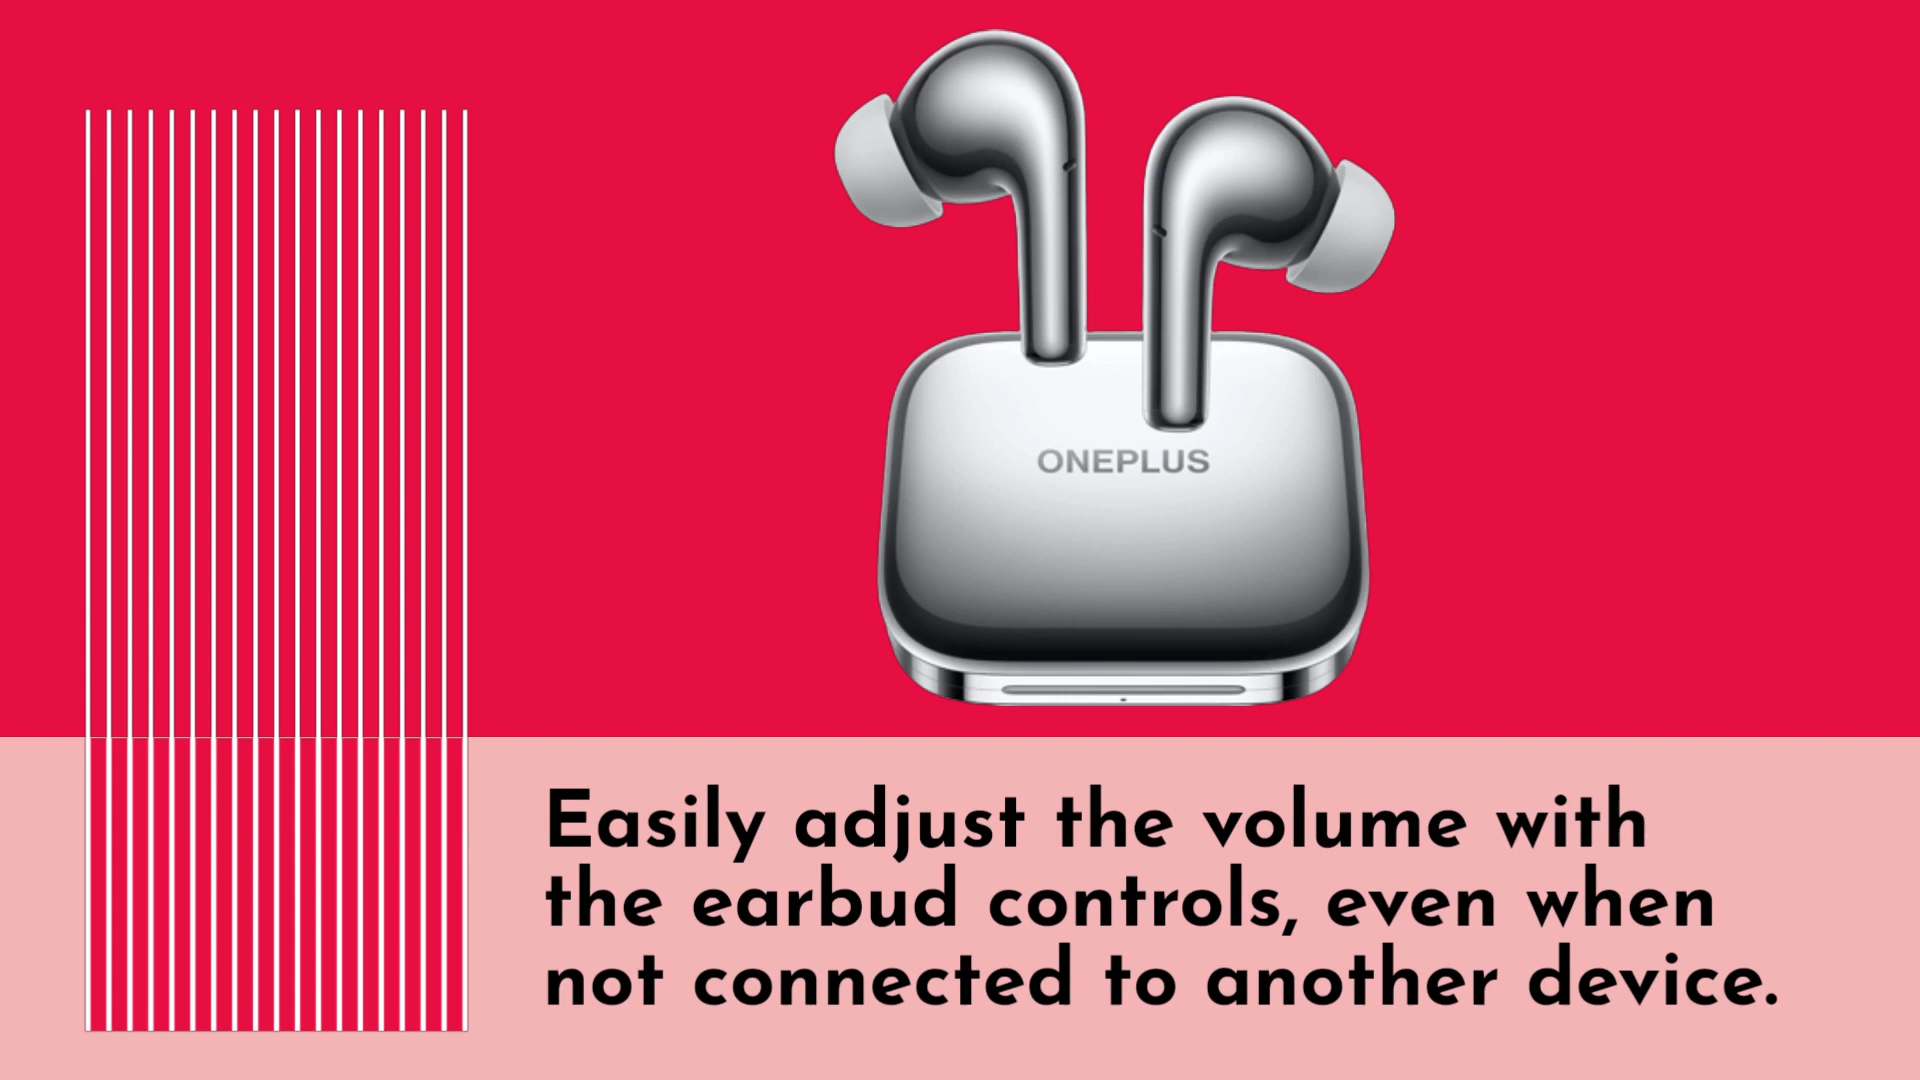 ONEPLUS
Easily adjust the volume with
the earbud controls, even when
not connected to another device.